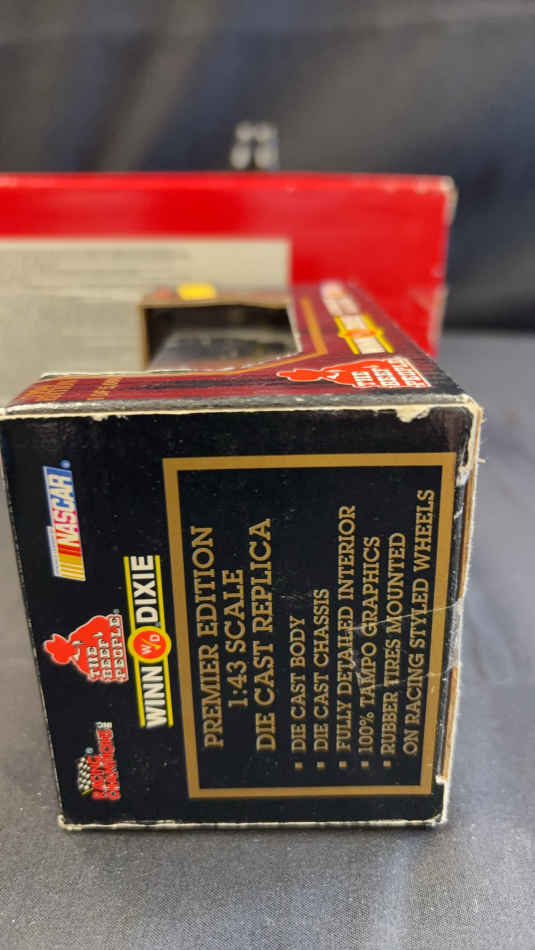 RACING
CHAMPIONS
THE
BEEF
PEOPLE
NASCAR
WINN W/D DIXIE
PREMIER EDITION
1:43 SCALE
DIE CAST REPLICA
▪ DIE CAST BODY
▪ DIE CAST CHASSIS
▪ FULLY DETAILED INTERIOR
▪ 100% TAMPO GRAPHICS
▪ RUBBER TIRES MOUNTED
ON RACING STYLED WHEELS
THE
BEEF
PEOPLE